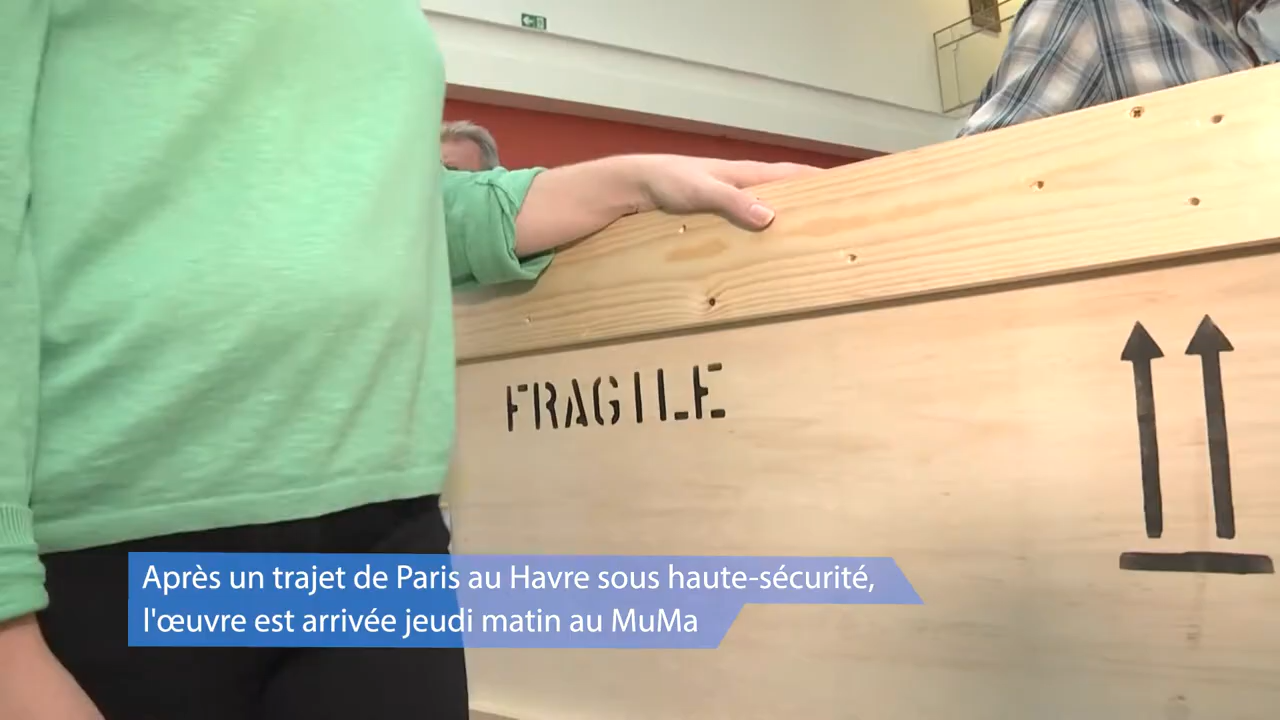 FRAGILE
Après un trajet de Paris au Havre sous haute-sécurité,
l'œuvre est arrivée jeudi matin au MuMa